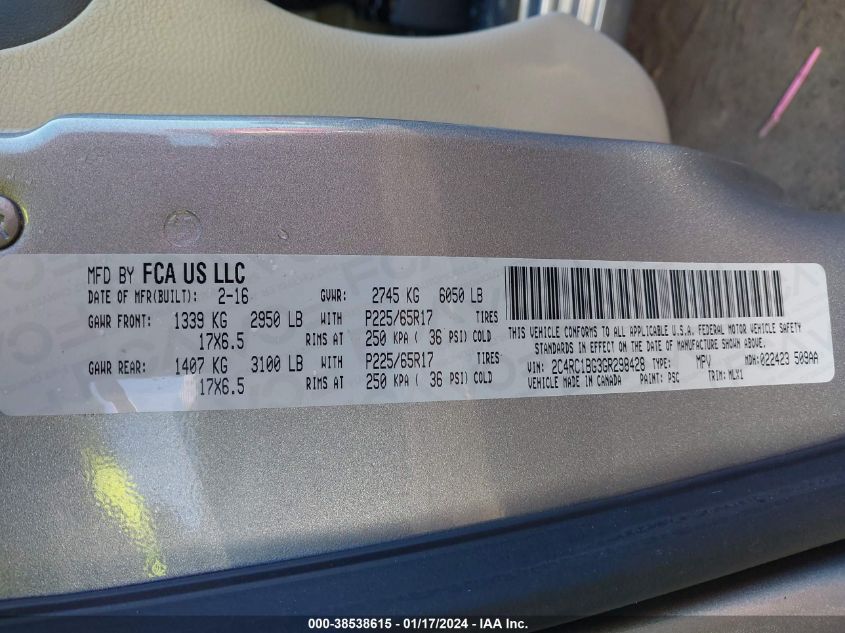 MFD BY FCA US LLC
DATE OF MFR(BUILT): 2-16 GVWR: 2745 KG 6050 LB
GAWR FRONT: 1339 KG 2950 LB WITH P225/65R17 TIRES
17X6.5 RIMS AT 250 KPA ( 36 PSI) COLD
GAWR REAR: 1407 KG 3100 LB WITH P225/65R17 TIRES
17X6.5 RIMS AT 250 KPA ( 36 PSI) COLD
THIS VEHICLE CONFORMS TO ALL APPLICABLE U.S.A. FEDERAL MOTOR VEHICLE SAFETY
STANDARDS IN EFFECT ON THE DATE OF MANUFACTURE SHOWN ABOVE.
VIN: 2C4RC1BG3GR298428 TYPE: MPV MDH: 022423 509AA
VEHICLE MADE IN CANADA PAINT: PSC TRIM: MLX1
000-38538615 - 01/17/2024 - IAA Inc.